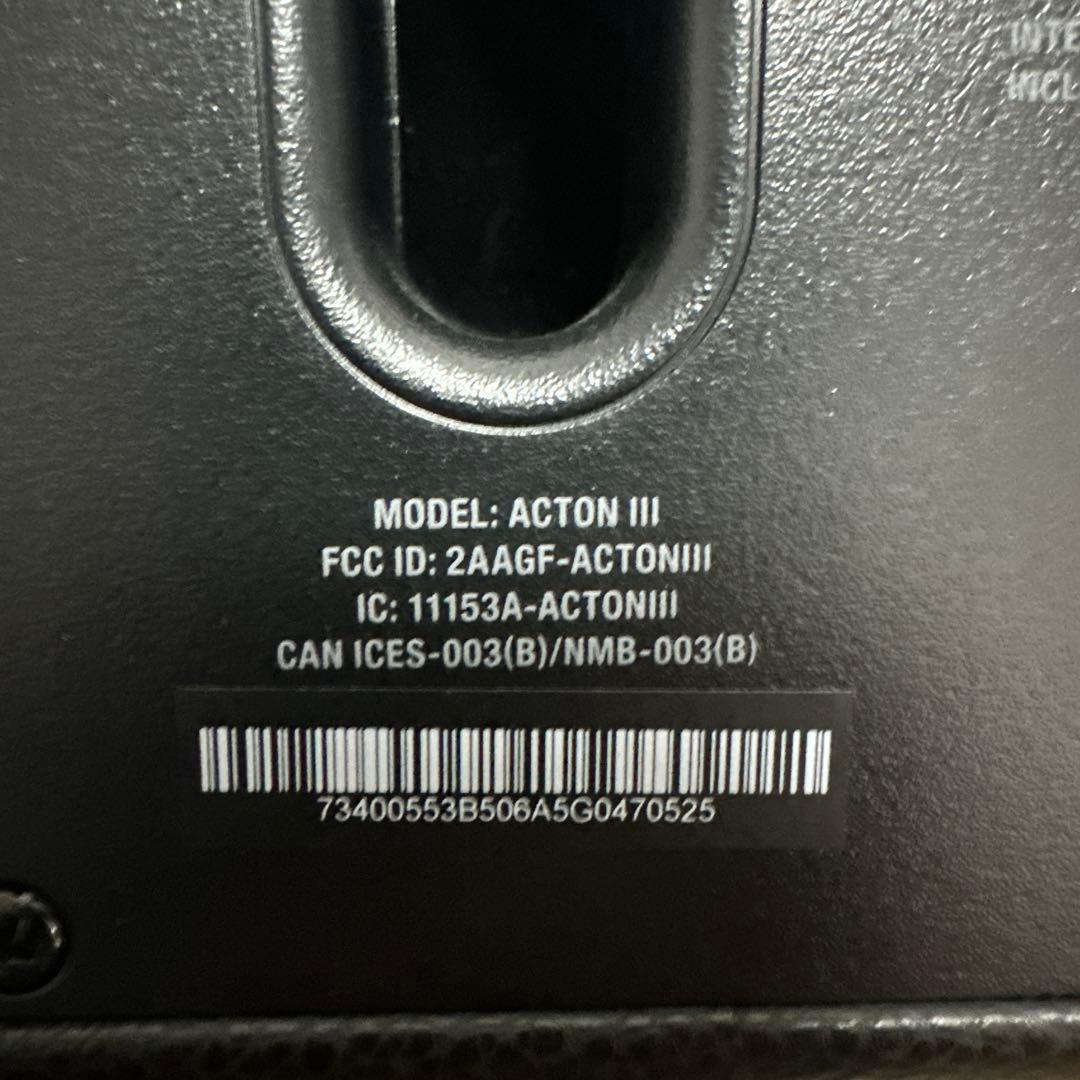 MODEL: ACTON III
FCC ID: 2AAGF-ACTONIII
IC: 11153A-ACTONIII
CAN ICES-003(B)/NMB-003(B)
73400553B506A5G0470525